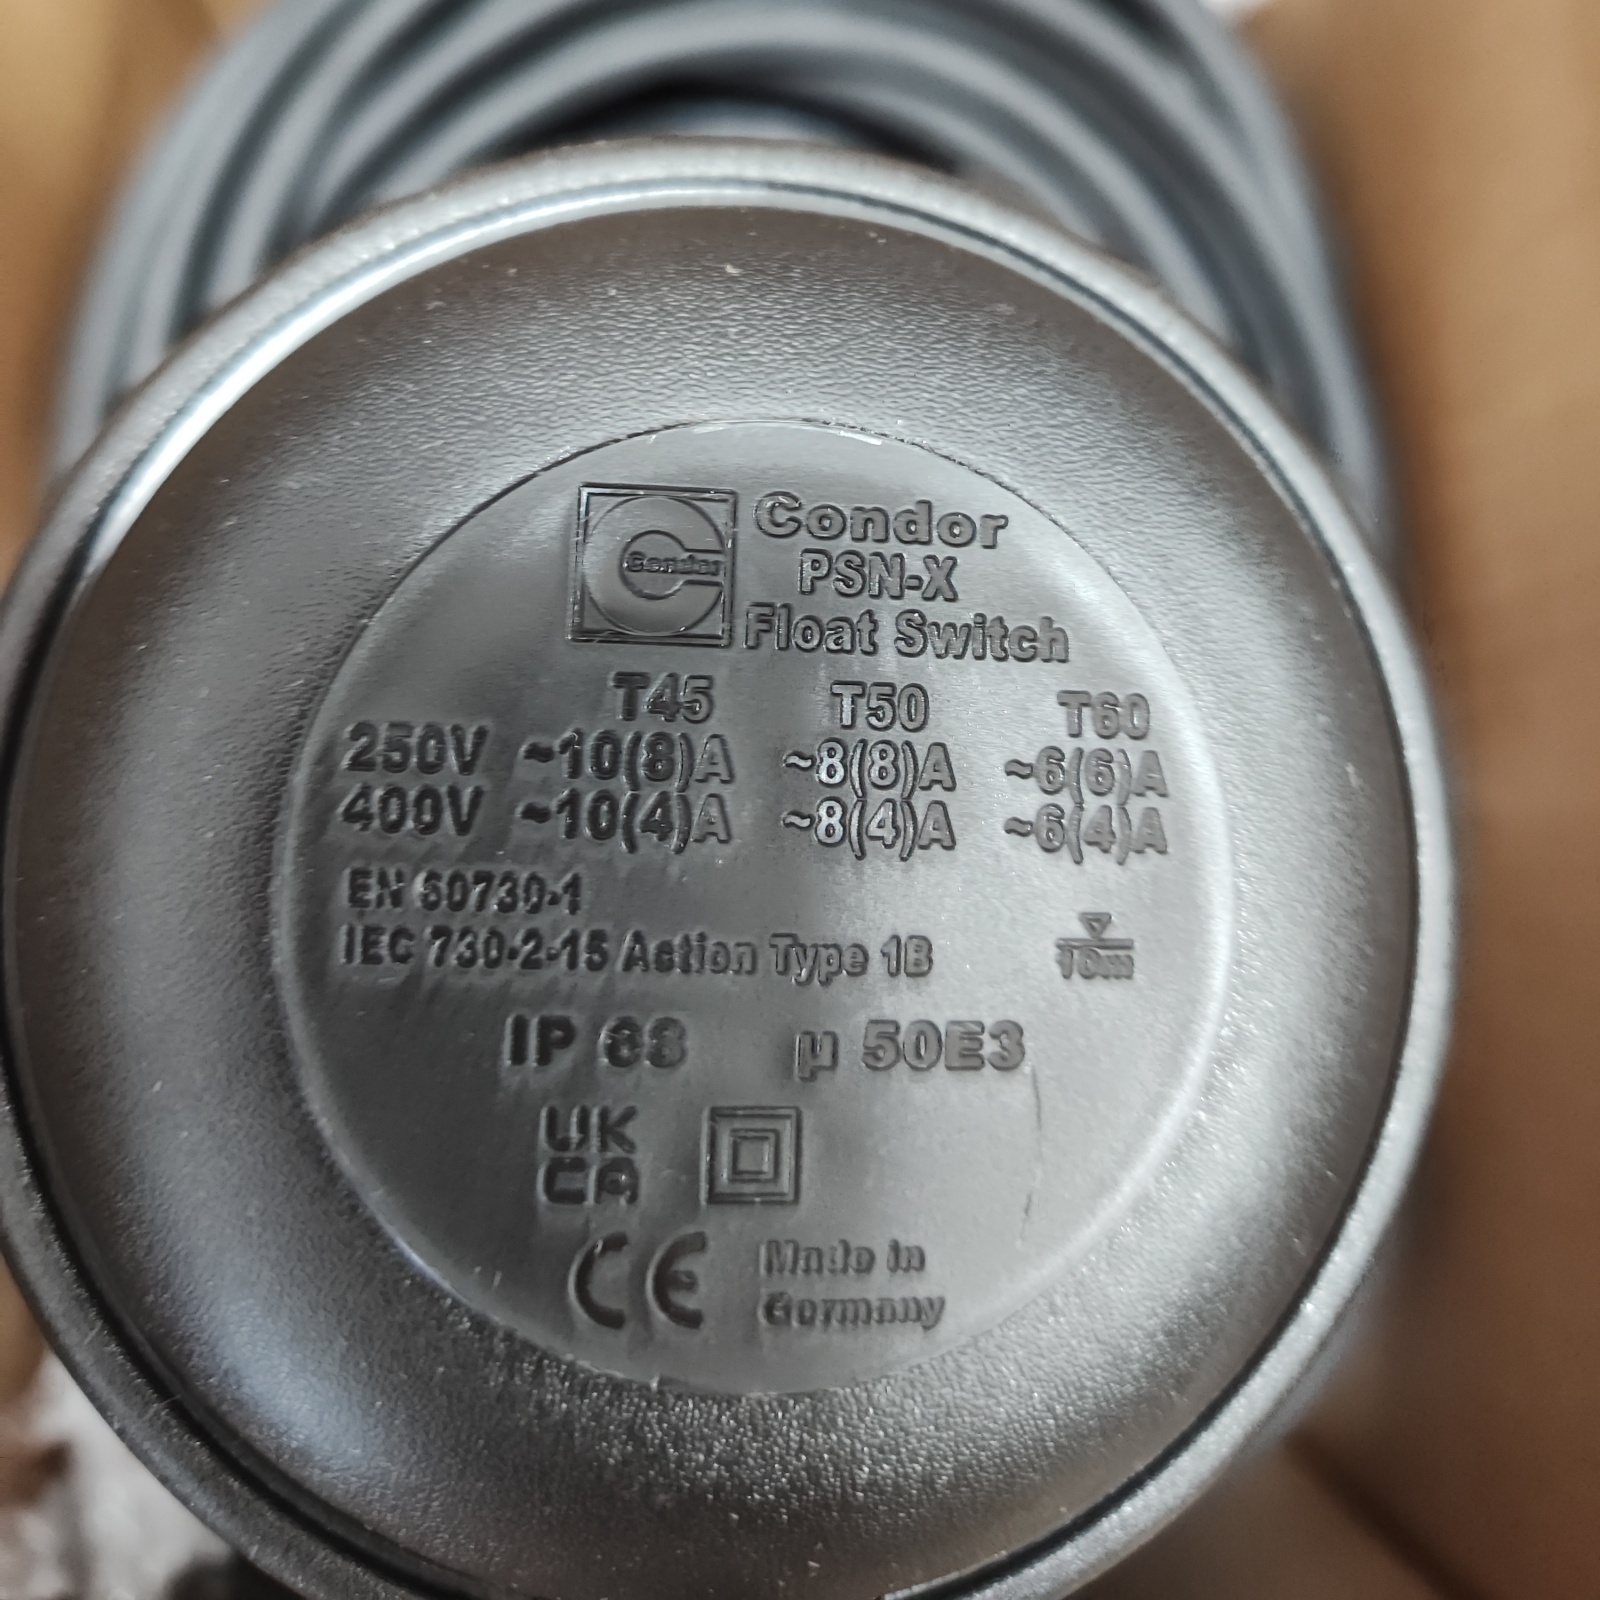 Condor
Condor
PSN-X
Float Switch
T45 T50 T60
250V ~10(8)A ~8(8)A ~6(6)A
400V ~10(4)A ~8(4)A ~6(4)A
EN 60730-1
IEC 730-2-15 Action Type 1B
10m
IP 68 µ 50E3
UK
CA
CE
Made in
Germany